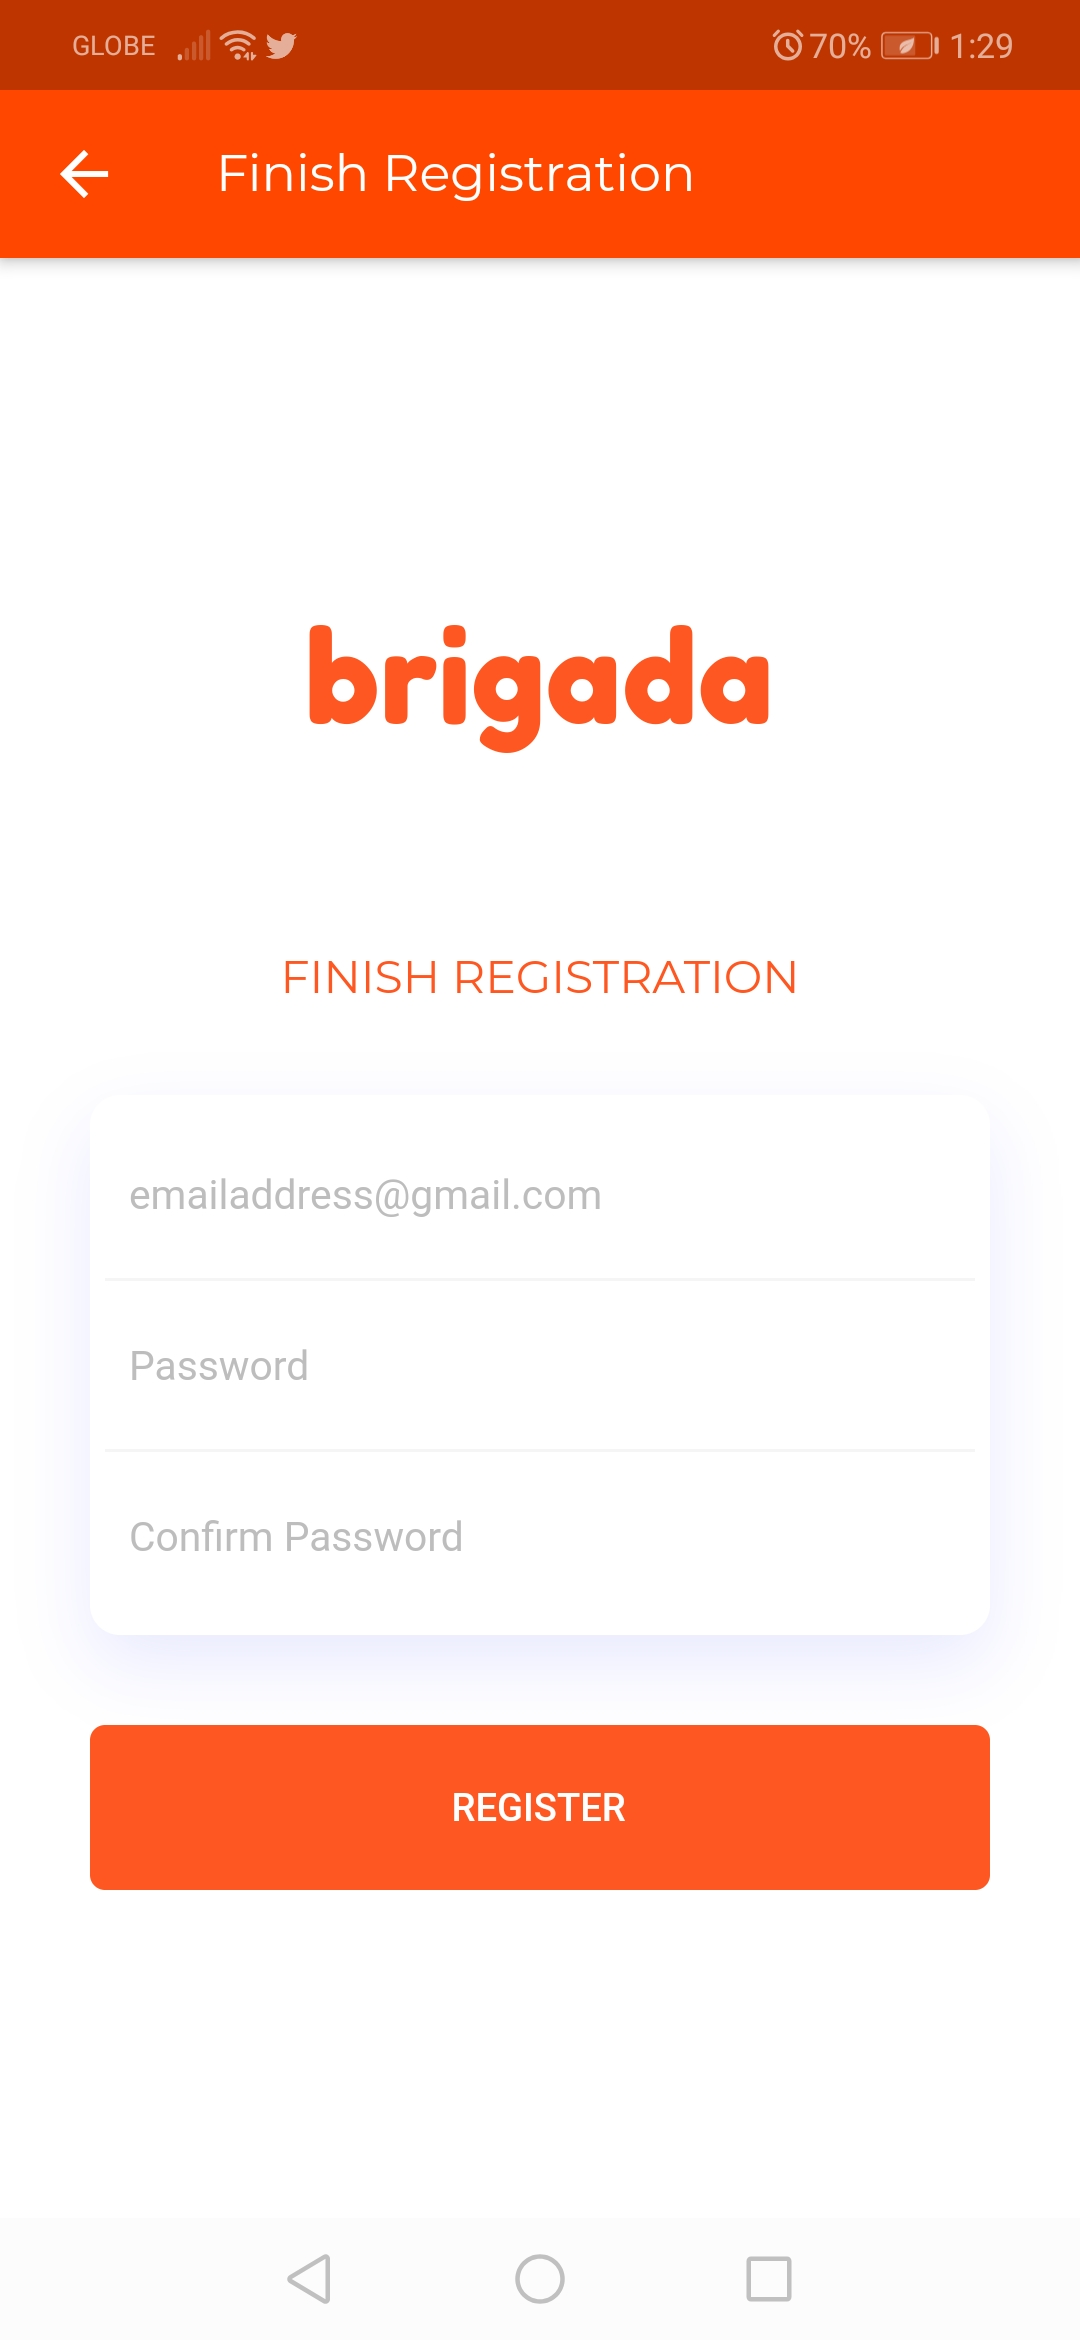 GLOBE 70% 1:29
Finish Registration
brigada
FINISH REGISTRATION
emailaddress@gmail.com
Password
Confirm Password
REGISTER